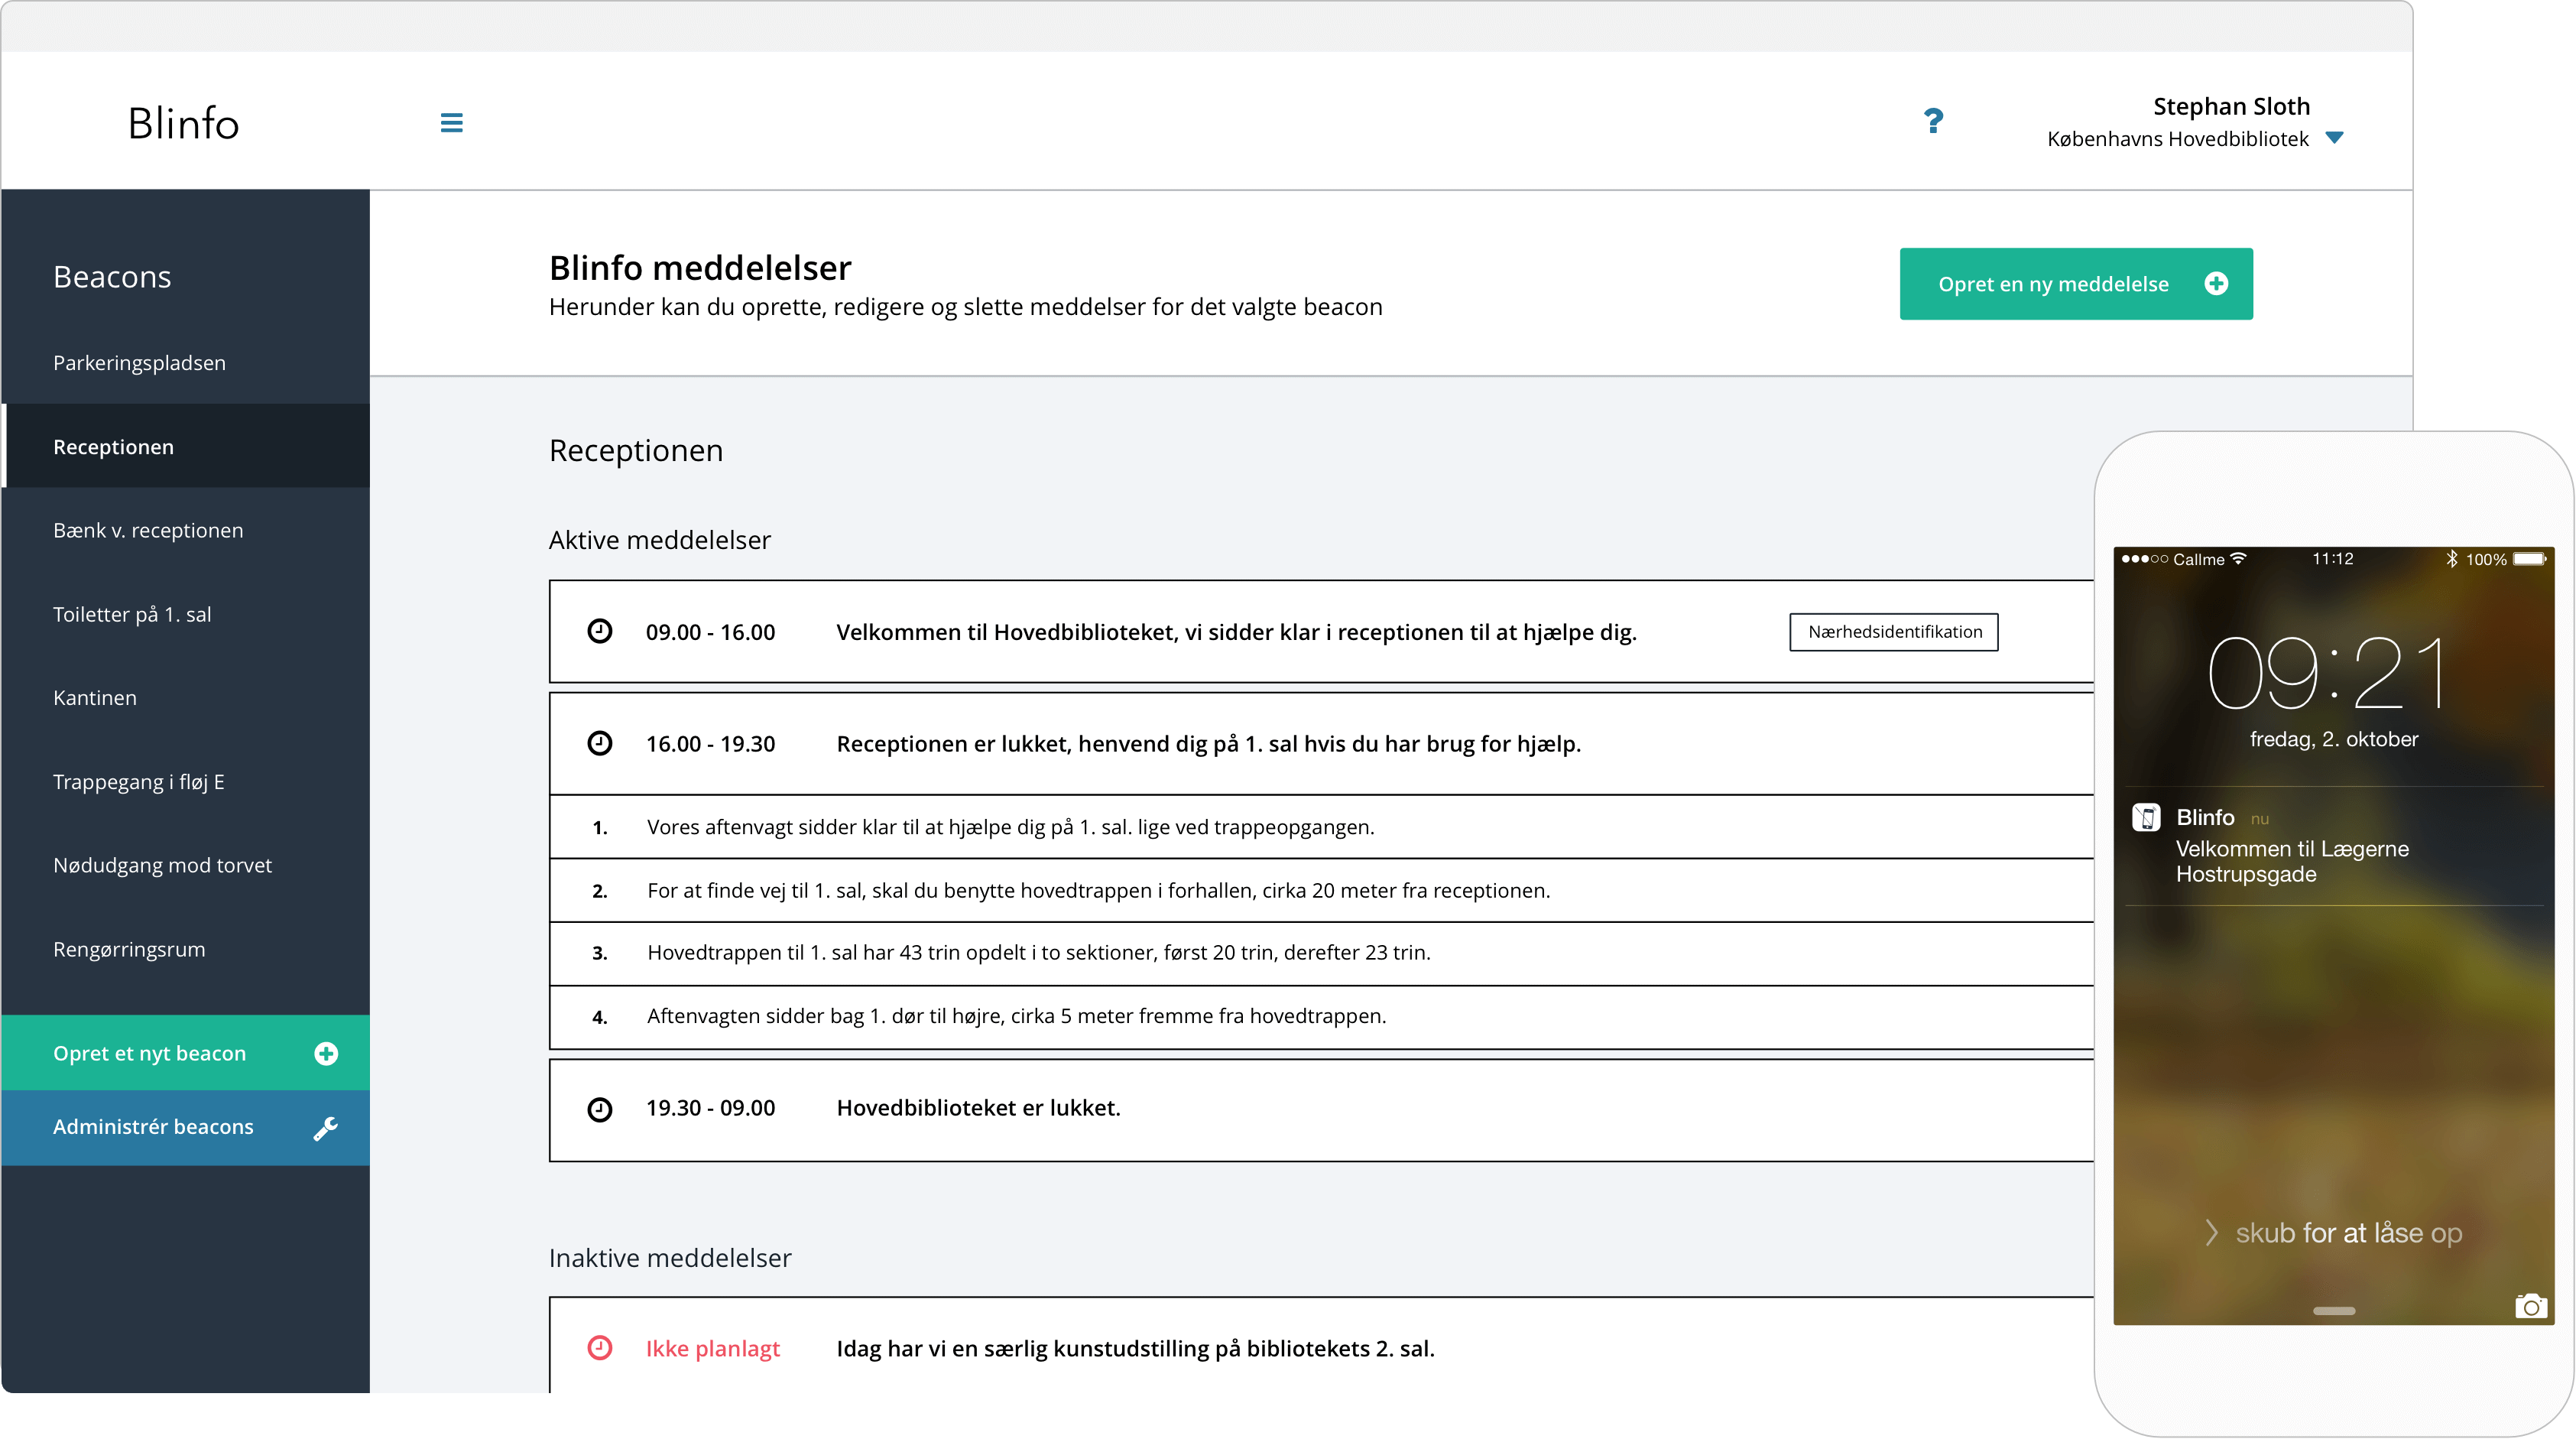 Blinfo
Stephan Sloth
Københavns Hovedbibliotek
Beacons
Parkeringspladsen
Receptionen
Bænk v. receptionen
Toiletter på 1. sal
Kantinen
Trappegang i fløj E
Nødudgang mod torvet
Rengørringsrum
Opret et nyt beacon
Administrér beacons
Blinfo meddelelser
Herunder kan du oprette, redigere og slette meddelser for det valgte beacon
Opret en ny meddelelse
Receptionen
Aktive meddelelser
09.00 - 16.00 Velkommen til Hovedbiblioteket, vi sidder klar i receptionen til at hjælpe dig. Nærhedsidentifikation
16.00 - 19.30 Receptionen er lukket, henvend dig på 1. sal hvis du har brug for hjælp.
1. Vores aftenvagt sidder klar til at hjælpe dig på 1. sal. lige ved trappeopgangen.
2. For at finde vej til 1. sal, skal du benytte hovedtrappen i forhallen, cirka 20 meter fra receptionen.
3. Hovedtrappen til 1. sal har 43 trin opdelt i to sektioner, først 20 trin, derefter 23 trin.
4. Aftenvagten sidder bag 1. dør til højre, cirka 5 meter fremme fra hovedtrappen.
19.30 - 09.00 Hovedbiblioteket er lukket.
Inaktive meddelelser
Ikke planlagt Idag har vi en særlig kunstudstilling på bibliotekets 2. sal.
Callme 11:12 100%
09:21
fredag, 2. oktober
Blinfo nu
Velkommen til Lægerne
Hostrupsgade
skub for at låse op